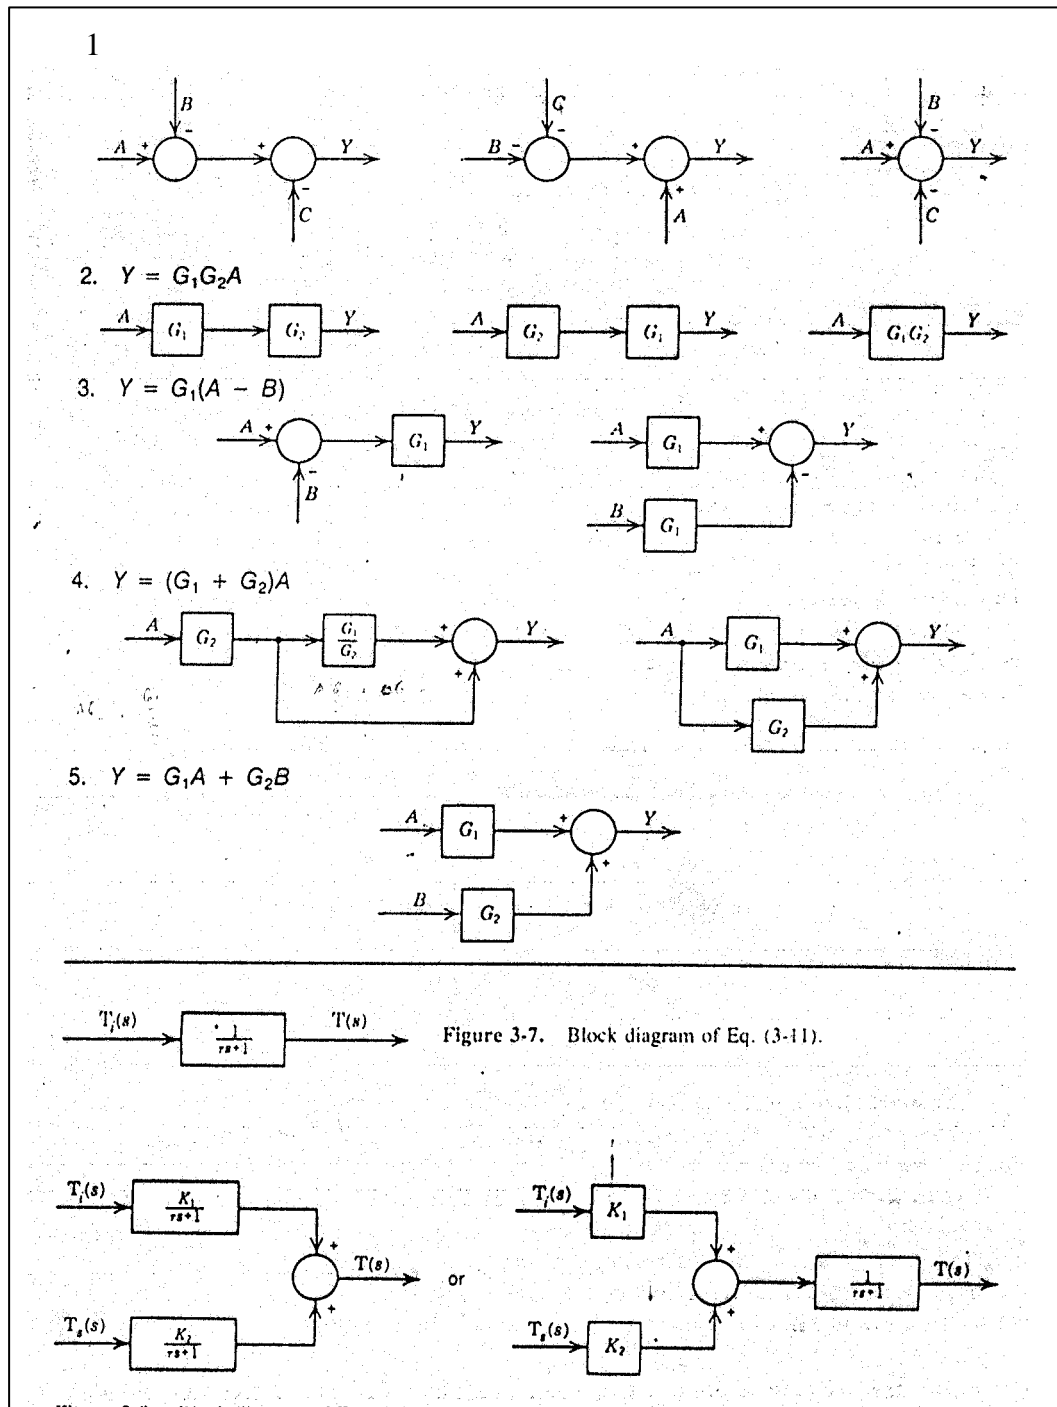 1
B C B
A + - + Y B - - + Y A + - Y
- C + A - C
2. Y = G₁G₂A
A G₁ G₂ Y A G₂ G₁ Y A G₁G₂ Y
3. Y = G₁(A − B)
A + G₁ Y A G₁ + Y
- B -
B G₁
4. Y = (G₁ + G₂)A
A G₂ G₁/G₂ + Y A G₁ + Y
+ +
G₂
5. Y = G₁A + G₂B
A G₁ + Y
+
B G₂
Tᵢ(s) 1/τs+1 T(s) Figure 3-7. Block diagram of Eq. (3-11).
Tᵢ(s) K₁/τs+1 Tᵢ(s) K₁
+ T(s) or + 1/τs+1 T(s)
+ +
Tₛ(s) K₂/τs+1 Tₛ(s) K₂